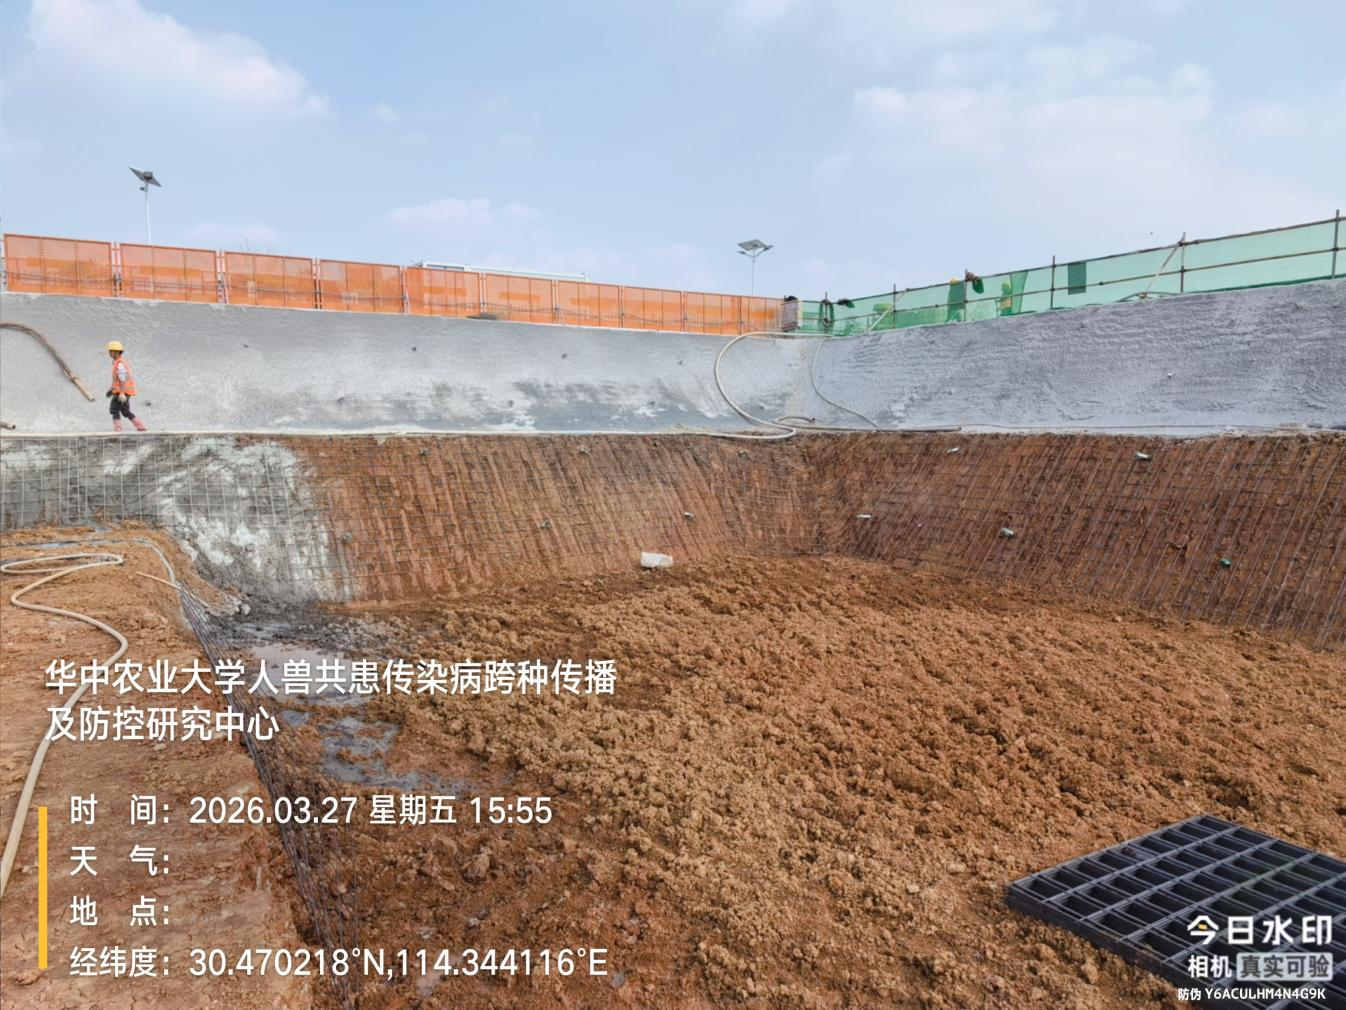 华中农业大学人兽共患传染病跨种传播
及防控研究中心
时 间：2026.03.27 星期五 15:55
天 气：
地 点：
经纬度：30.470218°N,114.344116°E
今日水印
相机 真实可验
防伪 Y6ACULHM4N4G9K